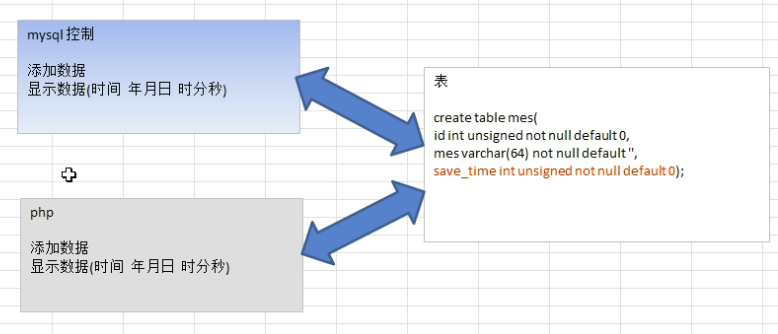 mysql 控制
添加数据
显示数据(时间 年月日 时分秒)
表
create table mes(
id int unsigned not null default 0,
mes varchar(64) not null default '',
save_time int unsigned not null default 0);
php
添加数据
显示数据(时间 年月日 时分秒)